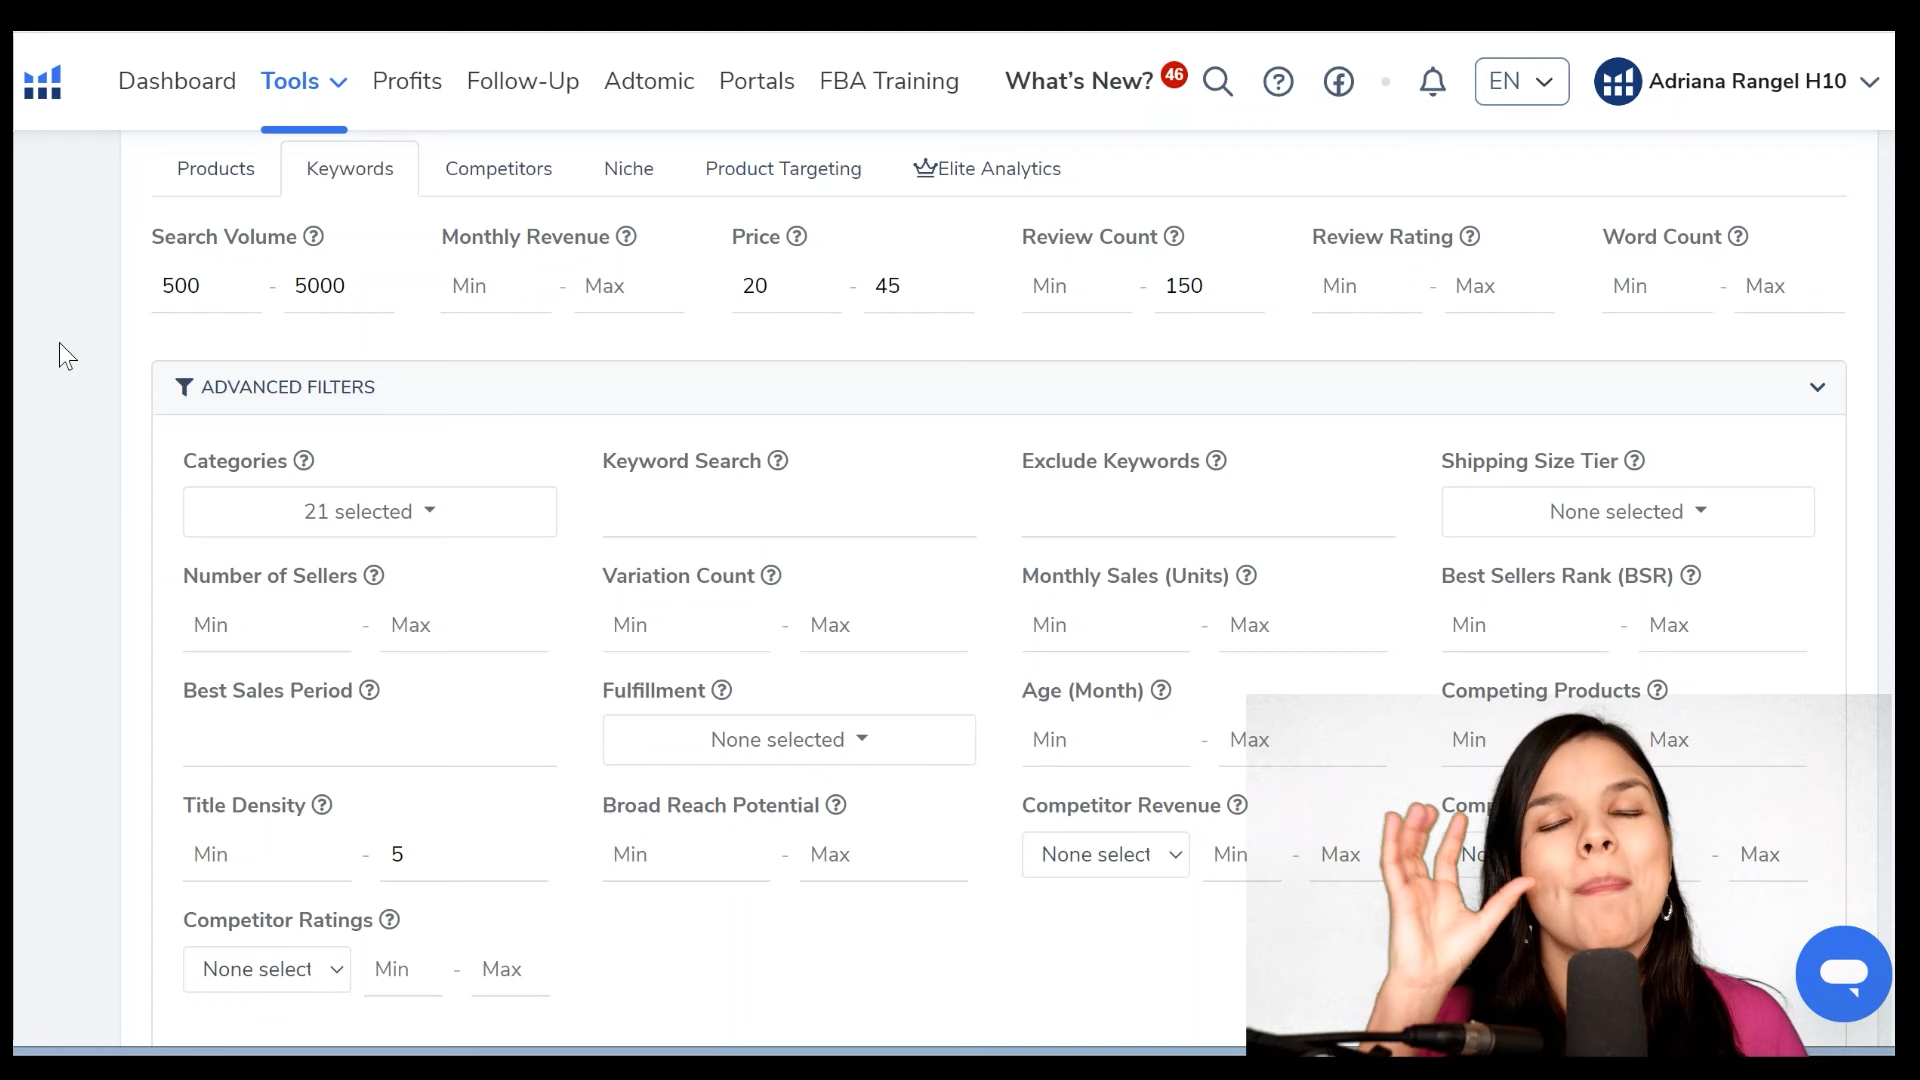 Dashboard Tools Profits Follow-Up Adtomic Portals FBA Training What's New? 46 EN Adriana Rangel H10
Products Keywords Competitors Niche Product Targeting Elite Analytics
Search Volume Monthly Revenue Price Review Count Review Rating Word Count
500 - 5000 Min - Max 20 - 45 Min - 150 Min - Max Min - Max
ADVANCED FILTERS
Categories Keyword Search Exclude Keywords Shipping Size Tier
21 selected None selected
Number of Sellers Variation Count Monthly Sales (Units) Best Sellers Rank (BSR)
Min - Max Min - Max Min - Max Min - Max
Best Sales Period Fulfillment Age (Month) Competing Products
None selected Min - Max Min Max
Title Density Broad Reach Potential Competitor Revenue
Min - 5 Min - Max None select Min - Max - Max
Competitor Ratings
None select Min - Max